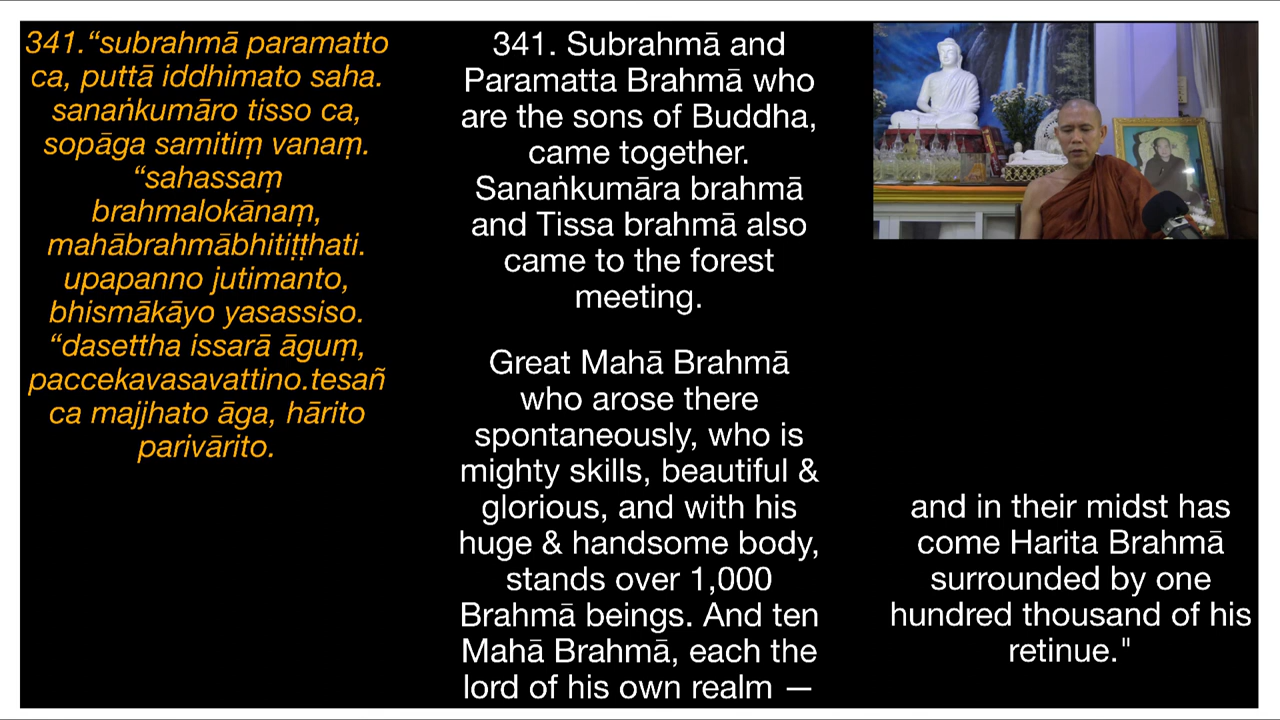 341.“subrahmā paramatto
ca, puttā iddhimato saha.
sanaṅkumāro tisso ca,
sopāga samitiṃ vanaṃ.
“sahassaṃ
brahmalokānaṃ,
mahābrahmābhitiṭṭhati.
upapanno jutimanto,
bhismākāyo yasassiso.
“dasettha issarā āguṃ,
paccekavasavattino.tesañ
ca majjhato āga, hārito
parivārito.
341. Subrahmā and
Paramatta Brahmā who
are the sons of Buddha,
came together.
Sanaṅkumāra brahmā
and Tissa brahmā also
came to the forest
meeting.
Great Mahā Brahmā
who arose there
spontaneously, who is
mighty skills, beautiful &
glorious, and with his
huge & handsome body,
stands over 1,000
Brahmā beings. And ten
Mahā Brahmā, each the
lord of his own realm —
and in their midst has
come Harita Brahmā
surrounded by one
hundred thousand of his
retinue."